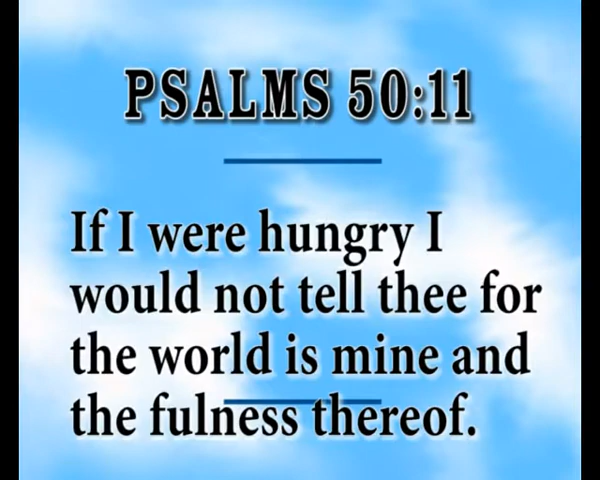 PSALMS 50:11
If I were hungry I
would not tell thee for
the world is mine and
the fulness thereof.